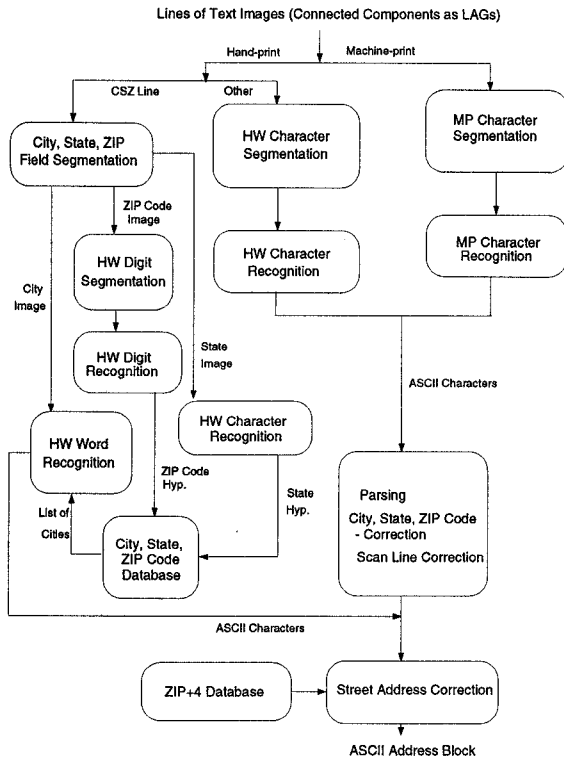 Lines of Text Images (Connected Components as LAGs)
Hand-print
Machine-print
CSZ Line
Other
City, State, ZIP
Field Segmentation
HW Character
Segmentation
MP Character
Segmentation
ZIP Code
Image
HW Digit
Segmentation
HW Character
Recognition
MP Character
Recognition
City
Image
HW Digit
Recognition
State
Image
ASCII Characters
HW Word
Recognition
HW Character
Recognition
ZIP Code
Hyp.
State
Hyp.
List of
Cities
City, State,
ZIP Code
Database
Parsing
City, State, ZIP Code
- Correction
Scan Line Correction
ASCII Characters
ZIP+4 Database
Street Address Correction
ASCII Address Block